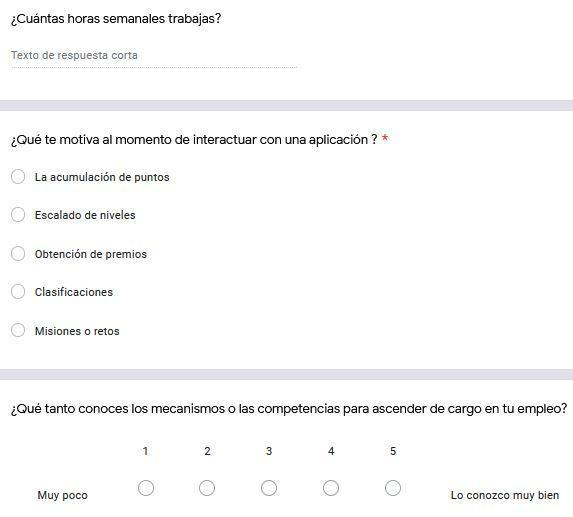 ¿Cuántas horas semanales trabajas?
Texto de respuesta corta
¿Qué te motiva al momento de interactuar con una aplicación ? *
La acumulación de puntos
Escalado de niveles
Obtención de premios
Clasificaciones
Misiones o retos
¿Qué tanto conoces los mecanismos o las competencias para ascender de cargo en tu empleo?
1 2 3 4 5
Muy poco Lo conozco muy bien